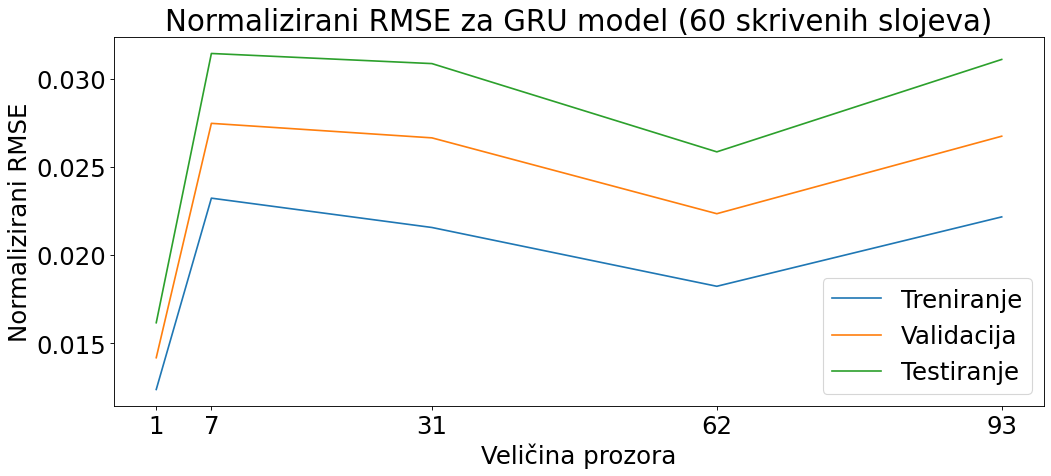 Normalizirani RMSE za GRU model (60 skrivenih slojeva)
Normalizirani RMSE
0.030
0.025
0.020
0.015
Treniranje
Validacija
Testiranje
1 7 31 62 93
Veličina prozora